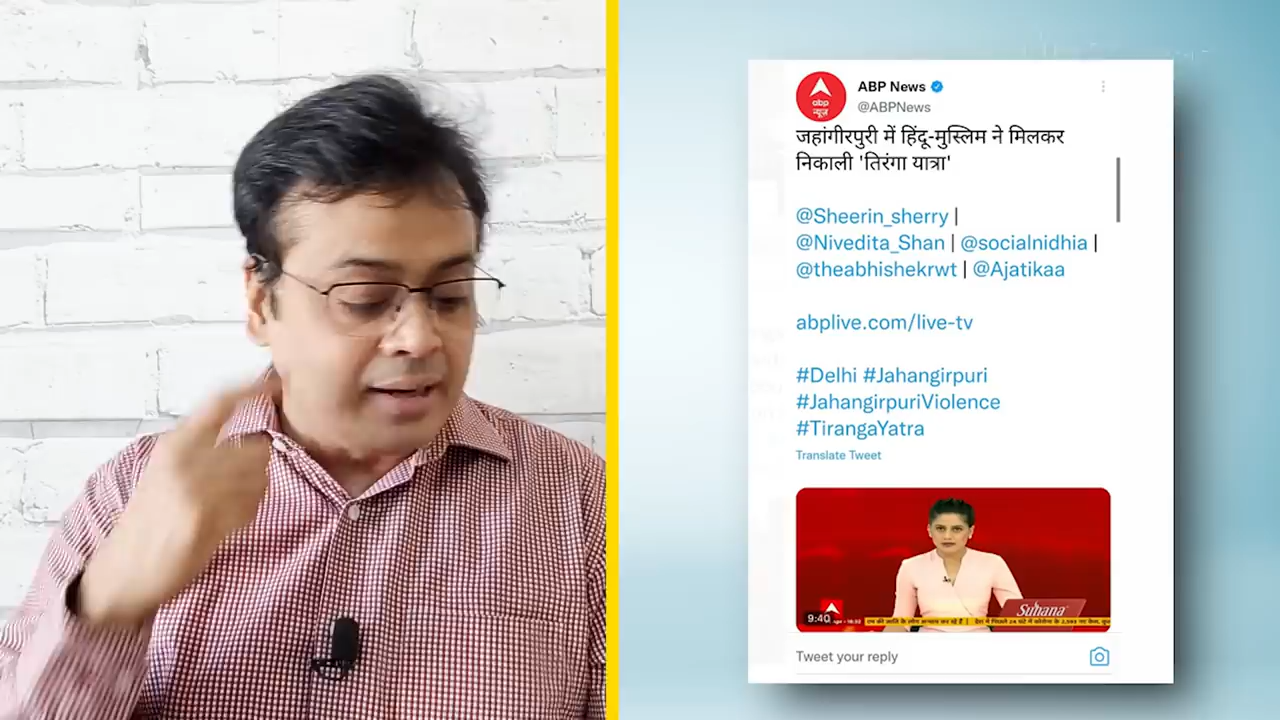 ABP News
@ABPNews
abp
न्यूज़
जहांगीरपुरी में हिंदू-मुस्लिम ने मिलकर
निकाली 'तिरंगा यात्रा'
@Sheerin_sherry |
@Nivedita_Shan | @socialnidhia |
@theabhishekrwt | @Ajatikaa
abplive.com/live-tv
#Delhi #Jahangirpuri
#JahangirpuriViolence
#TirangaYatra
Translate Tweet
Suhana
9:40
Tweet your reply